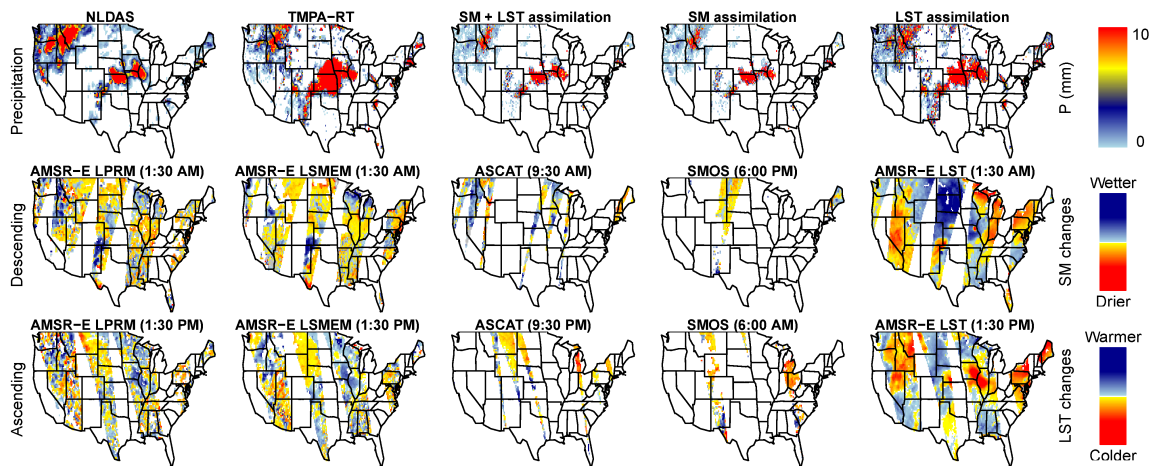 NLDAS
TMPA−RT
SM + LST assimilation
SM assimilation
LST assimilation
Precipitation
10
0
P (mm)
AMSR−E LPRM (1:30 AM)
AMSR−E LSMEM (1:30 AM)
ASCAT (9:30 AM)
SMOS (6:00 PM)
AMSR−E LST (1:30 AM)
Descending
Wetter
SM changes
Drier
AMSR−E LPRM (1:30 PM)
AMSR−E LSMEM (1:30 PM)
ASCAT (9:30 PM)
SMOS (6:00 AM)
AMSR−E LST (1:30 PM)
Ascending
Warmer
LST changes
Colder